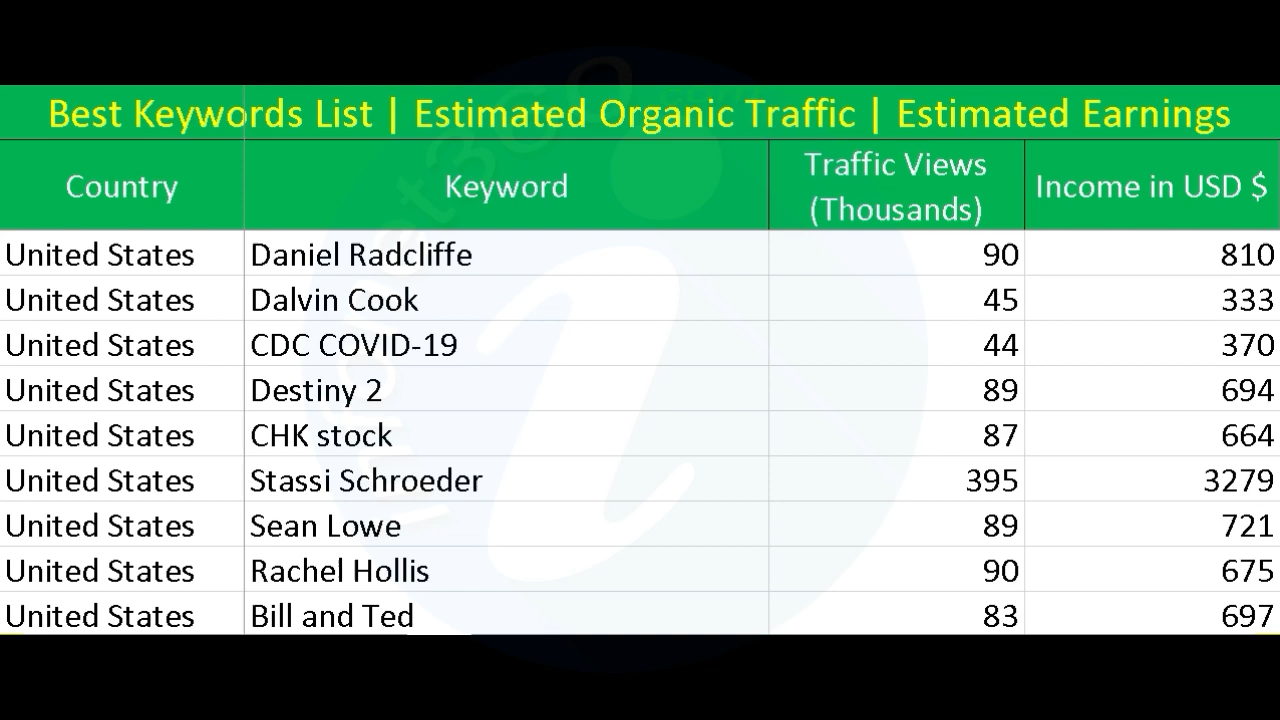 Best Keywords List | Estimated Organic Traffic | Estimated Earnings
Country Keyword Traffic Views (Thousands) Income in USD $
United States Daniel Radcliffe 90 810
United States Dalvin Cook 45 333
United States CDC COVID-19 44 370
United States Destiny 2 89 694
United States CHK stock 87 664
United States Stassi Schroeder 395 3279
United States Sean Lowe 89 721
United States Rachel Hollis 90 675
United States Bill and Ted 83 697